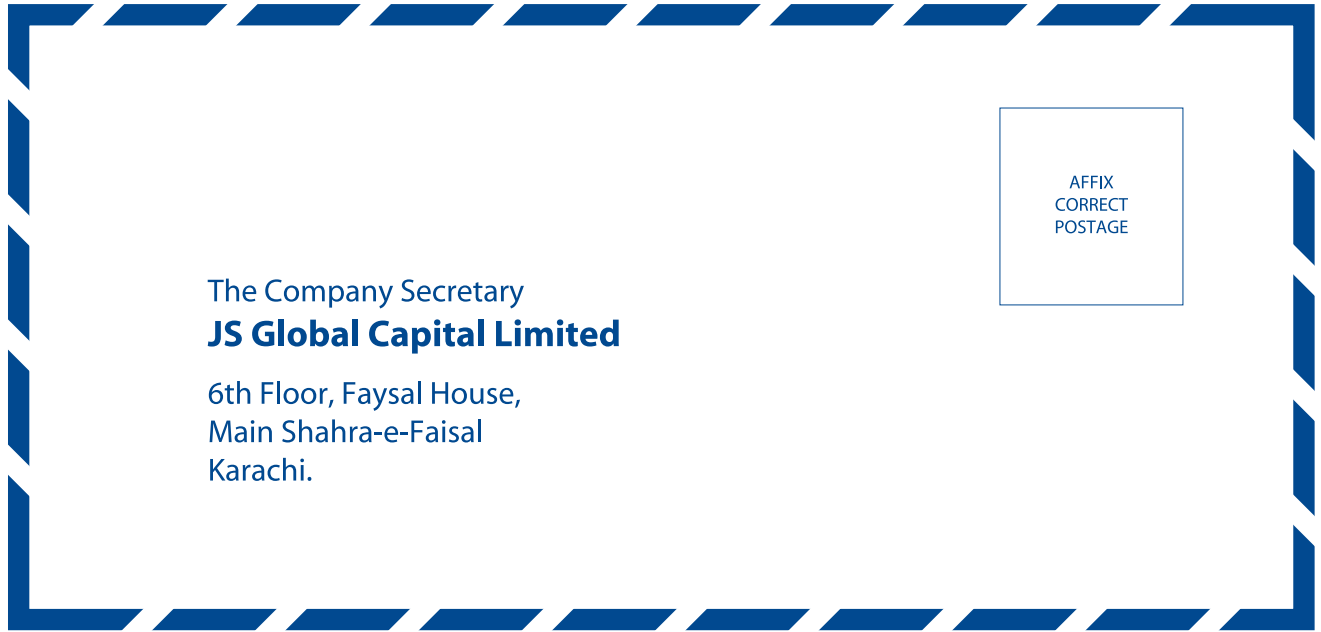 AFFIX
CORRECT
POSTAGE
The Company Secretary
JS Global Capital Limited
6th Floor, Faysal House,
Main Shahra-e-Faisal
Karachi.